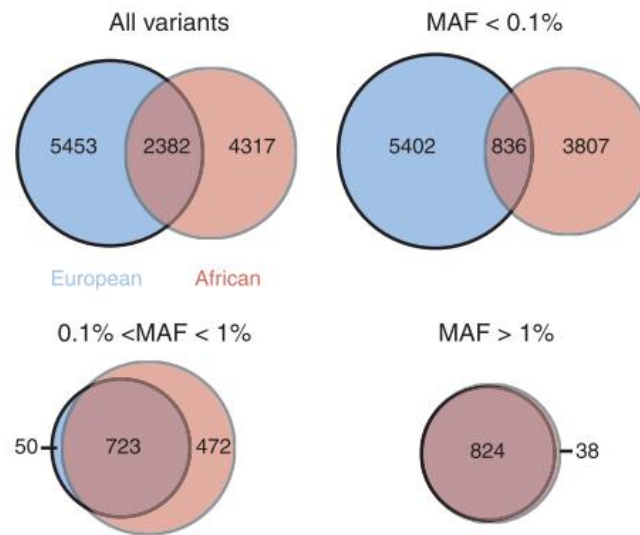 All variants
MAF < 0.1%
5453
2382
4317
5402
836
3807
European
African
0.1% <MAF < 1%
MAF > 1%
50
723
472
824
38